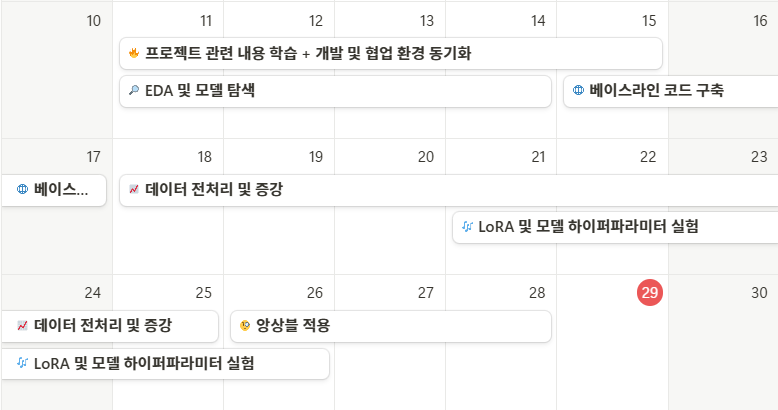 10 11 12 13 14 15 16
🔥 프로젝트 관련 내용 학습 + 개발 및 협업 환경 동기화
🔎 EDA 및 모델 탐색
🌐 베이스라인 코드 구축
17 18 19 20 21 22 23
🌐 베이스...
📈 데이터 전처리 및 증강
🎶 LoRA 및 모델 하이퍼파라미터 실험
24 25 26 27 28 29 30
📈 데이터 전처리 및 증강
🧐 앙상블 적용
🎶 LoRA 및 모델 하이퍼파라미터 실험